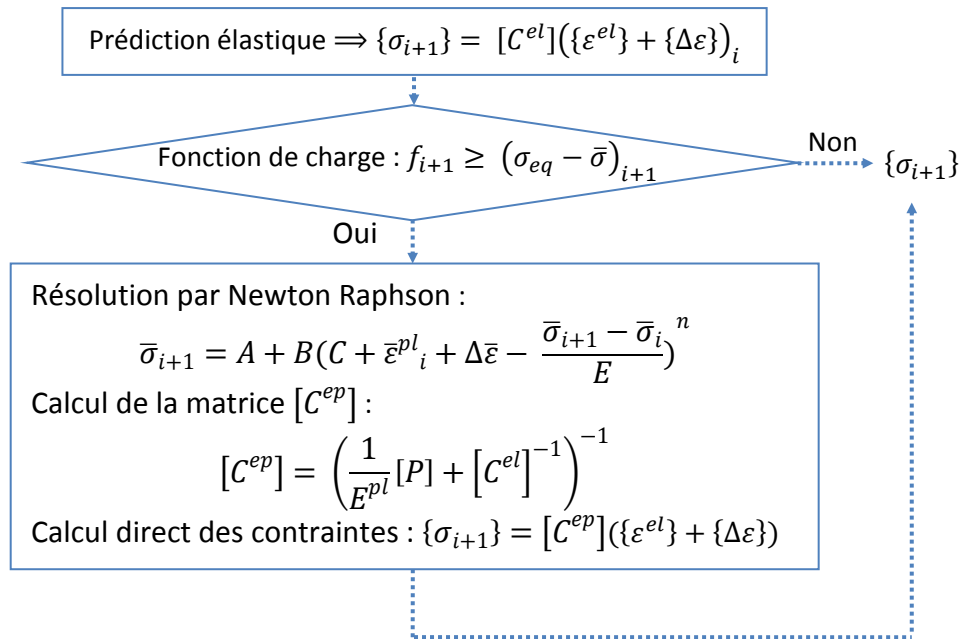 Prédiction élastique ⟹ {σ_{i+1}} = [C^{el}]({ε^{el}} + {Δε})_i
Fonction de charge : f_{i+1} ≥ (σ_{eq} − σ̄)_{i+1}
Non
{σ_{i+1}}
Oui
Résolution par Newton Raphson :
σ̄_{i+1} = A + B(C + ε̄^{pl}_i + Δε̄ − (σ̄_{i+1} − σ̄_i)/E)^n
Calcul de la matrice [C^{ep}] :
[C^{ep}] = (1/E^{pl} [P] + [C^{el}]^{−1})^{−1}
Calcul direct des contraintes : {σ_{i+1}} = [C^{ep}]({ε^{el}} + {Δε})